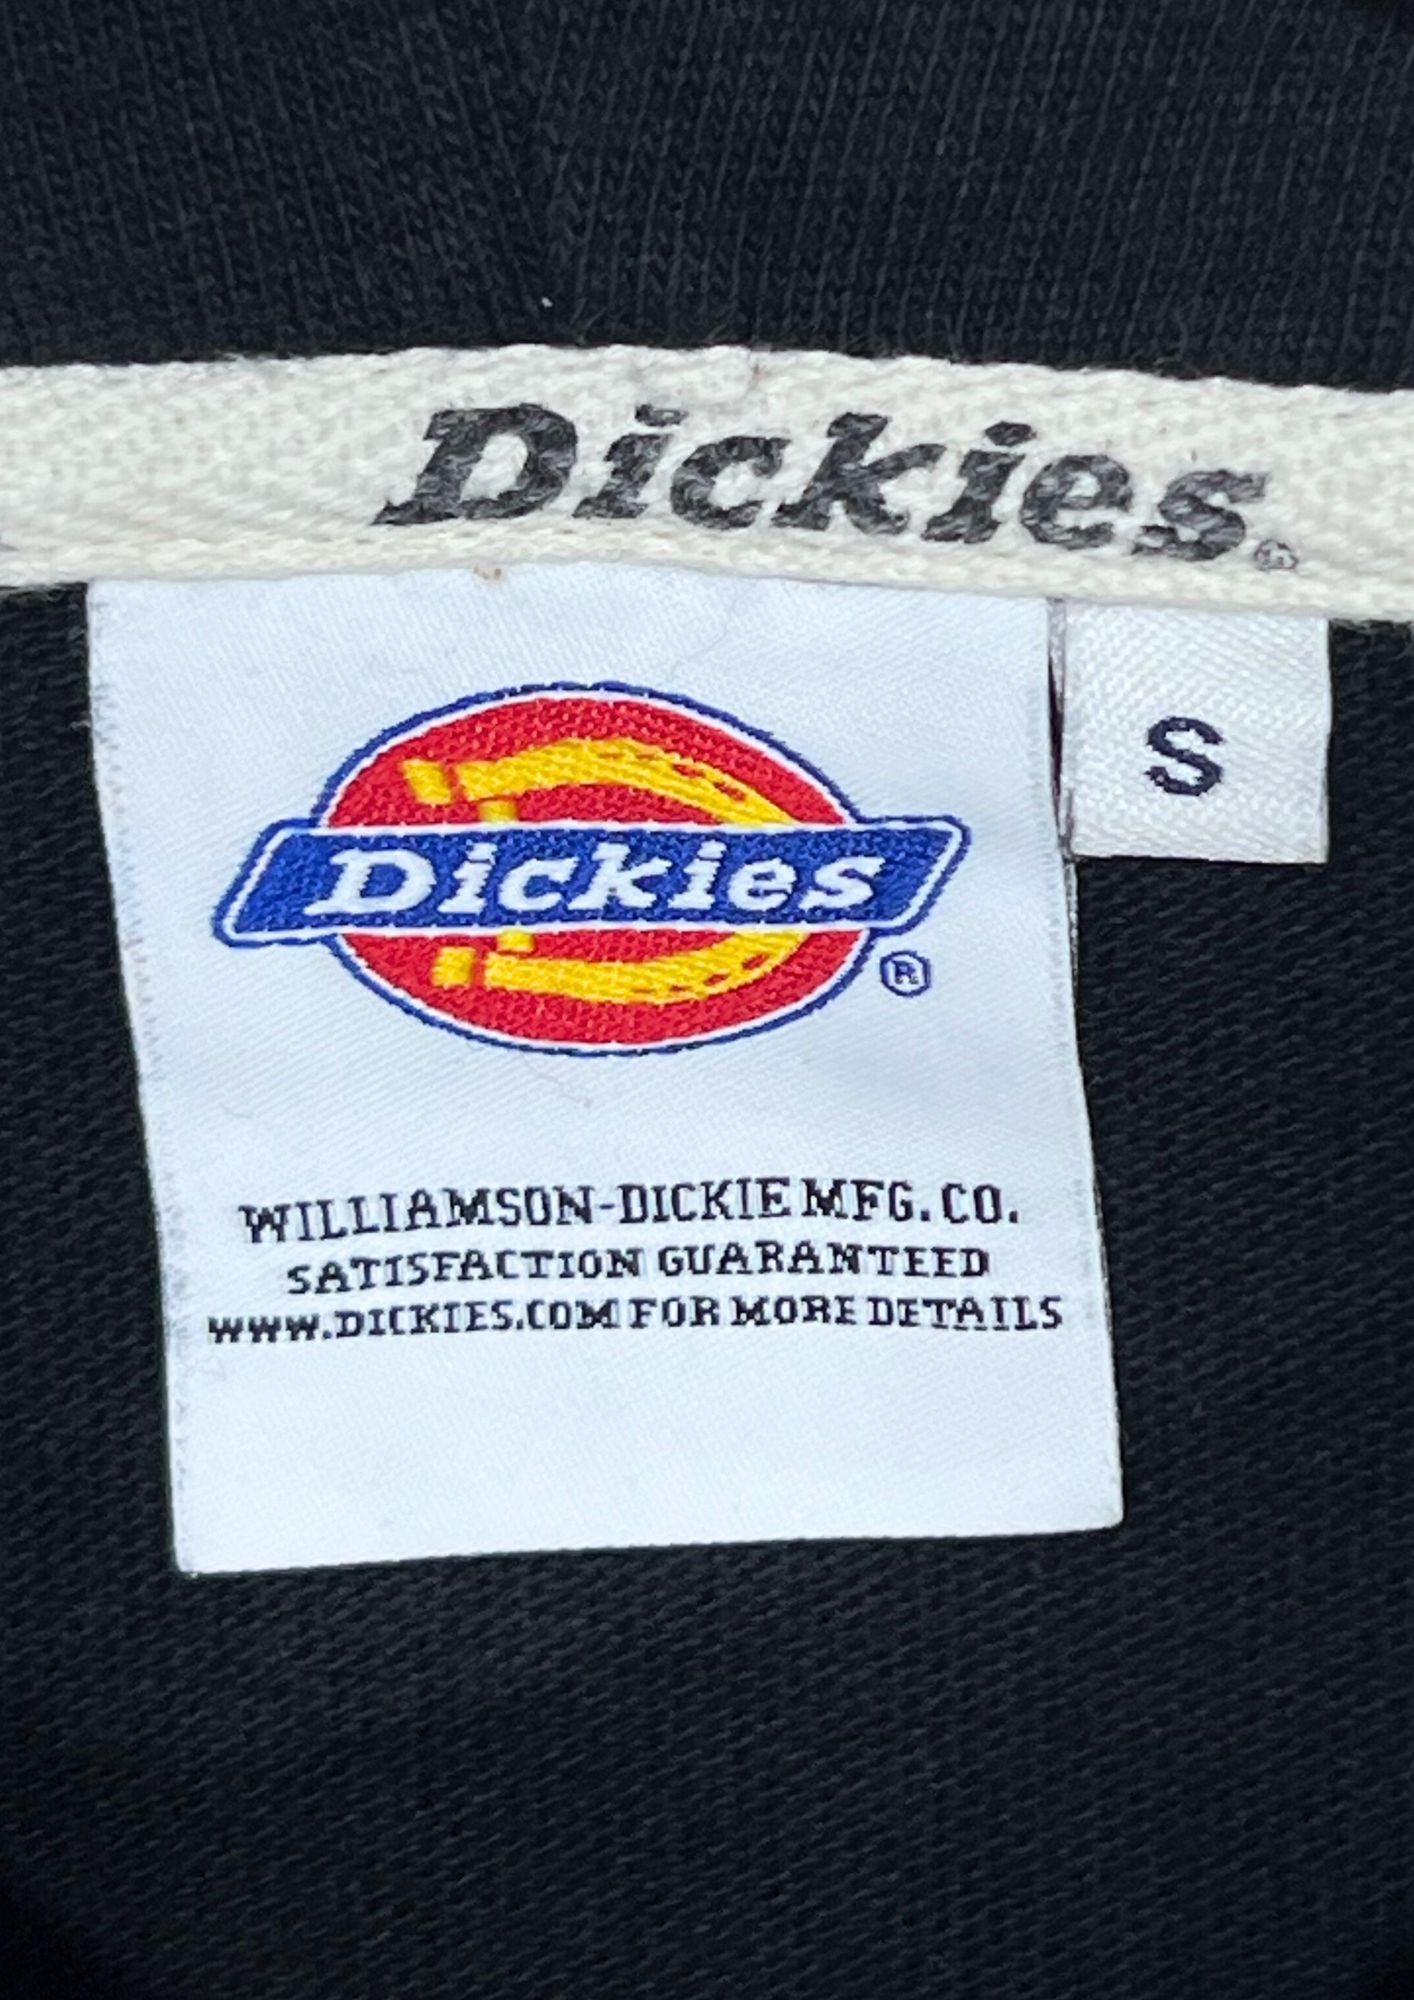 Dickies®
S
Dickies
®
WILLIAMSON-DICKIE MFG. CO.
SATISFACTION GUARANTEED
WWW.DICKIES.COM FOR MORE DETAILS